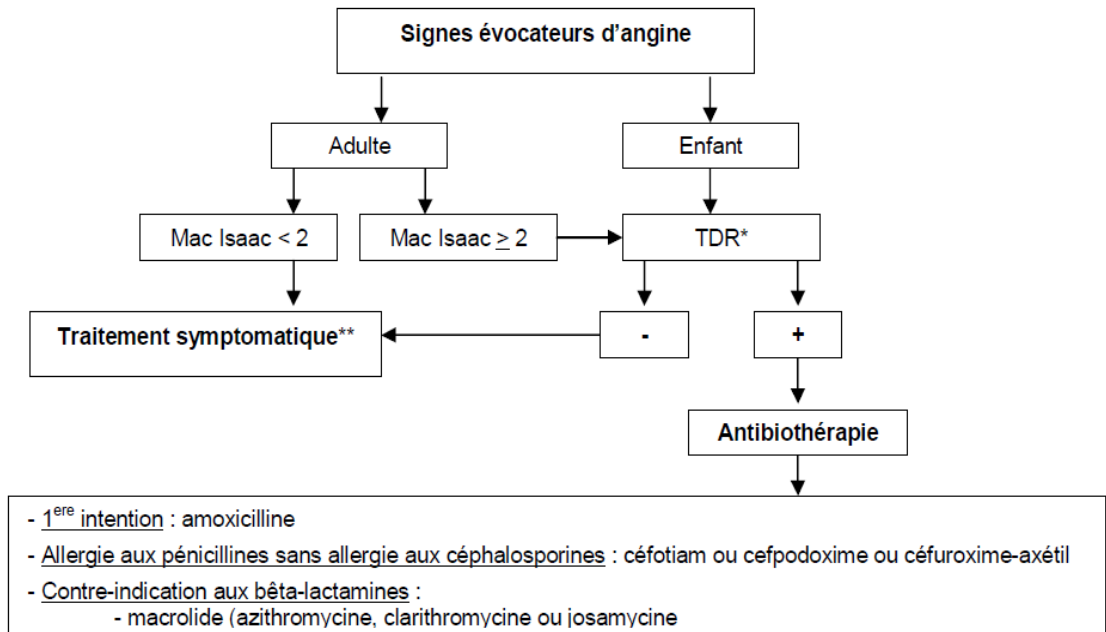 Signes évocateurs d'angine
Adulte
Enfant
Mac Isaac < 2
Mac Isaac ≥ 2
TDR*
Traitement symptomatique**
-
+
Antibiothérapie
- 1ere intention : amoxicilline
- Allergie aux pénicillines sans allergie aux céphalosporines : céfotiam ou cefpodoxime ou céfuroxime-axétil
- Contre-indication aux bêta-lactamines :
- macrolide (azithromycine, clarithromycine ou josamycine